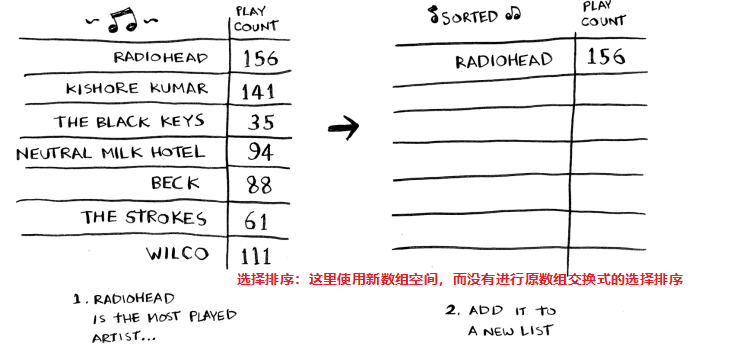 PLAY
COUNT
RADIOHEAD 156
KISHORE KUMAR 141
THE BLACK KEYS 35
NEUTRAL MILK HOTEL 94
BECK 88
THE STROKES 61
WILCO 111
1. RADIOHEAD
IS THE MOST PLAYED
ARTIST...
SORTED
PLAY
COUNT
RADIOHEAD 156
选择排序：这里使用新数组空间，而没有进行原数组交换式的选择排序
2. ADD IT TO
A NEW LIST